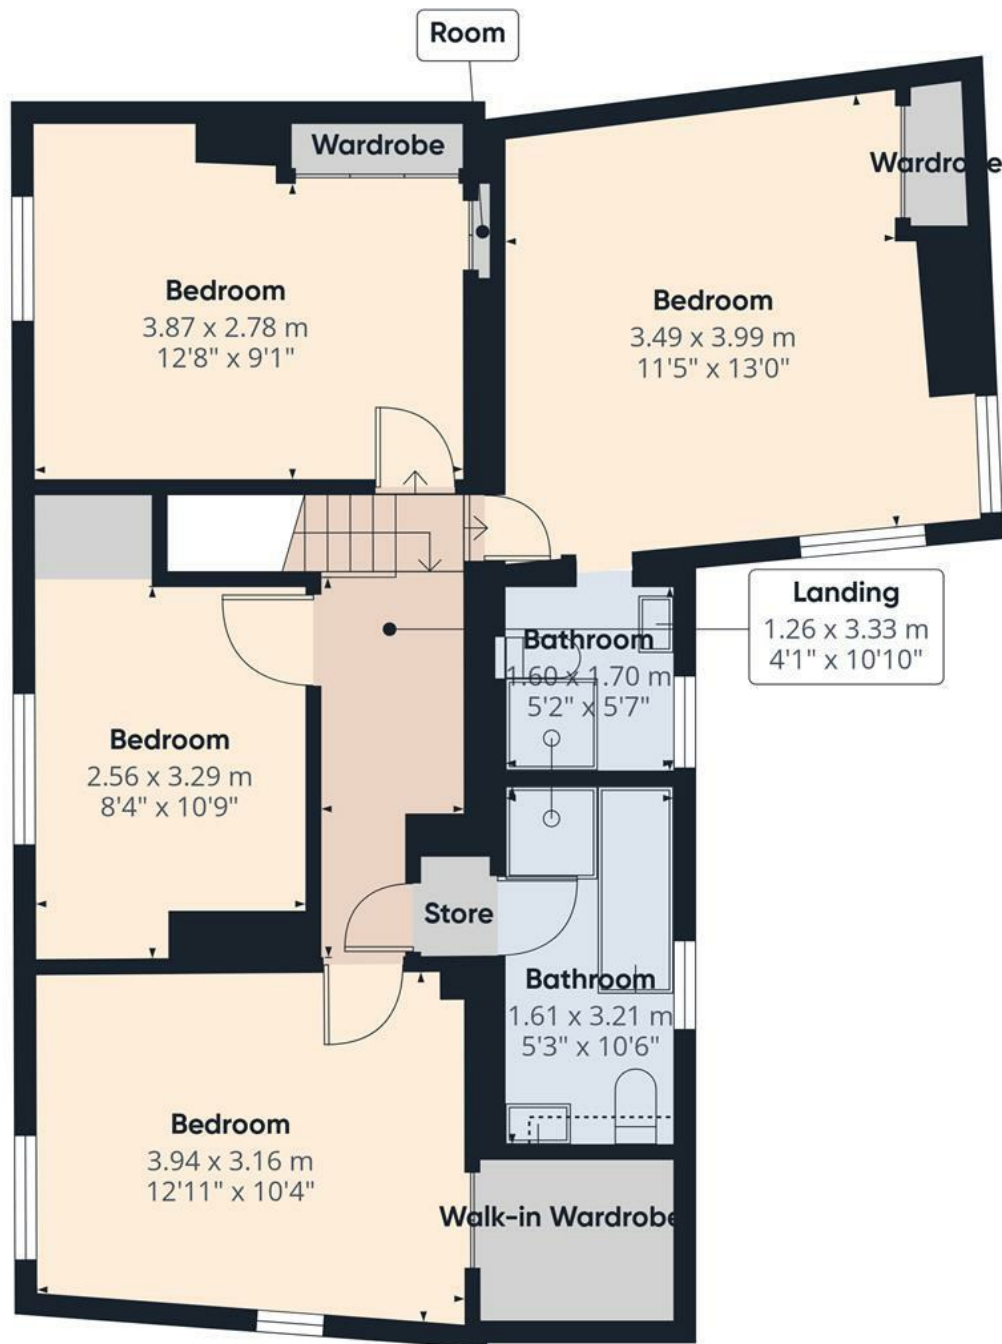 Room
Wardrobe
Wardrobe
Bedroom
3.87 x 2.78 m
12'8" x 9'1"
Bedroom
3.49 x 3.99 m
11'5" x 13'0"
Landing
1.26 x 3.33 m
4'1" x 10'10"
Bathroom
1.60 x 1.70 m
5'2" x 5'7"
Bedroom
2.56 x 3.29 m
8'4" x 10'9"
Store
Bathroom
1.61 x 3.21 m
5'3" x 10'6"
Bedroom
3.94 x 3.16 m
12'11" x 10'4"
Walk-in Wardrobe